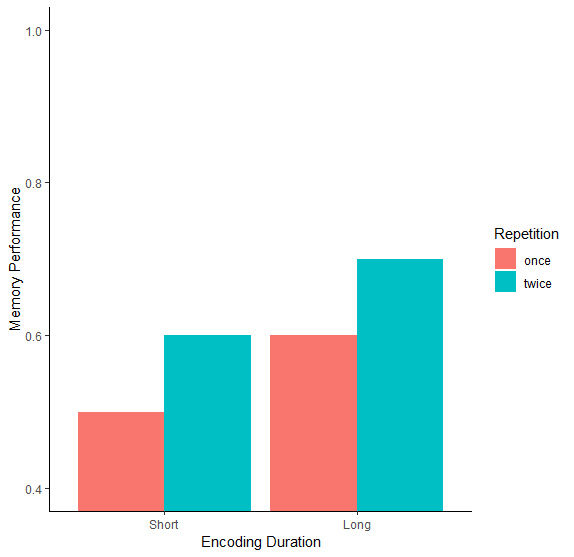 1.0
0.8
0.6
0.4
Memory Performance
Short Long
Encoding Duration
Repetition
once
twice